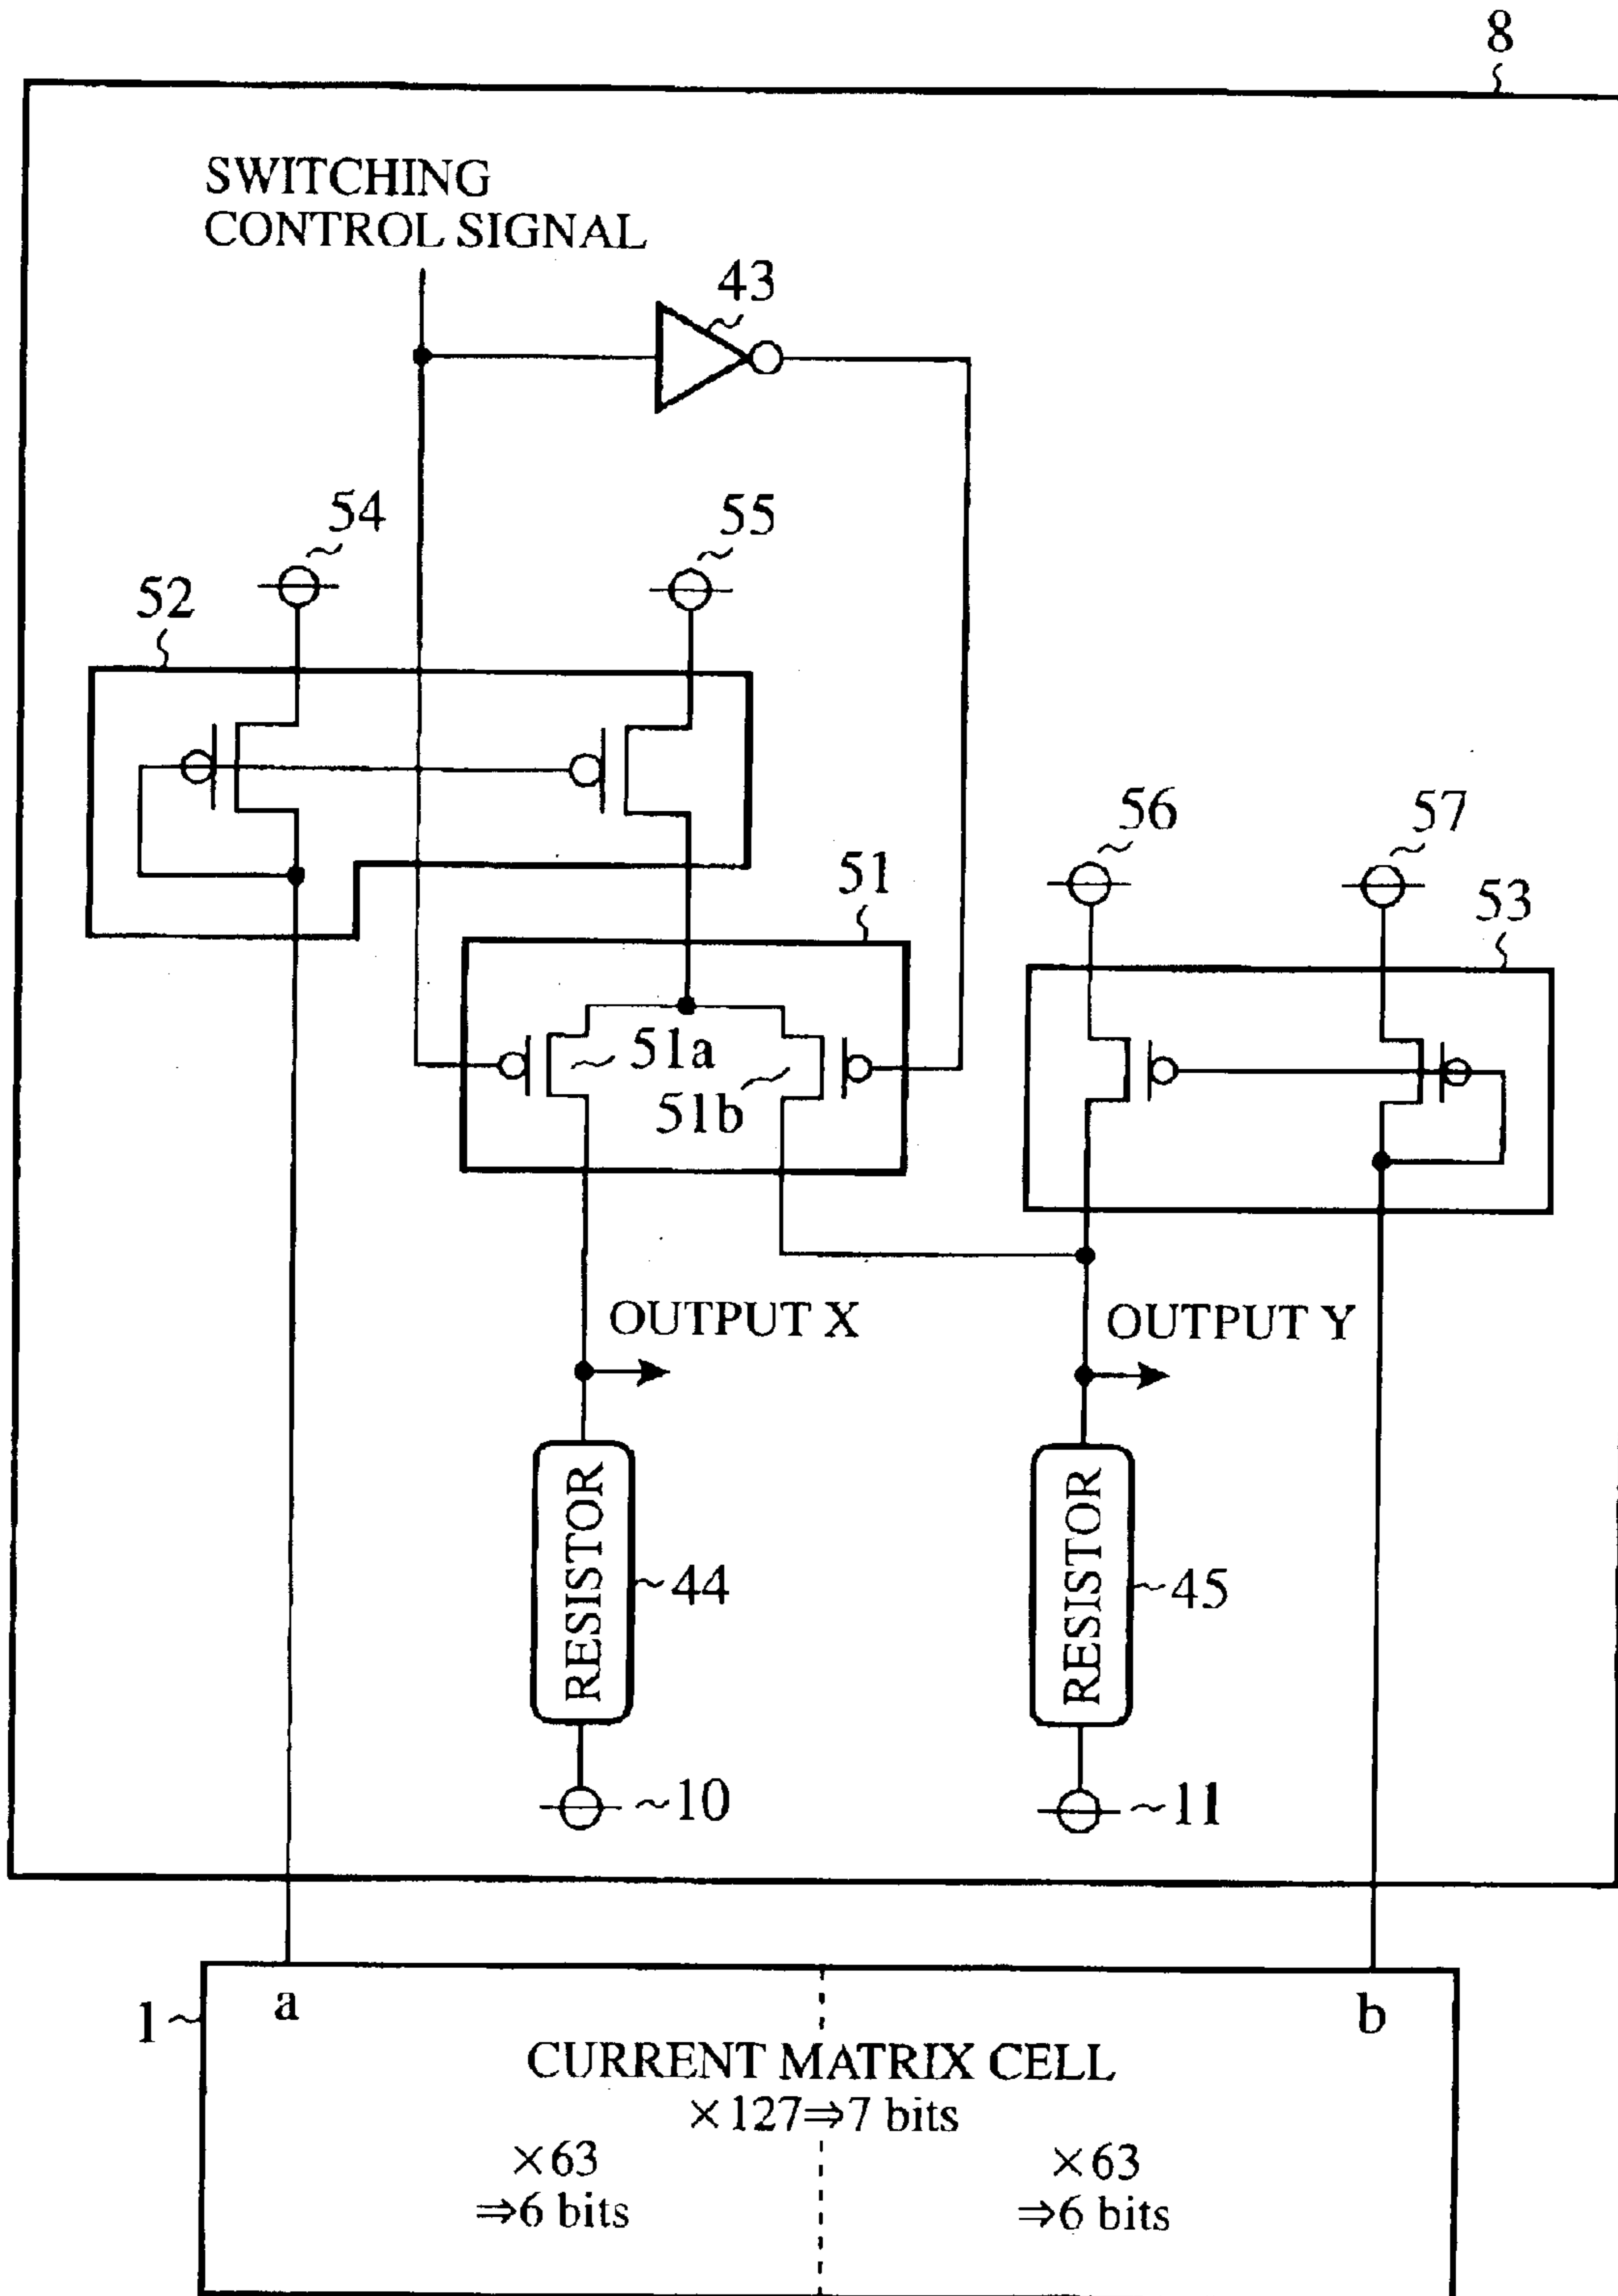 8
SWITCHING
CONTROL SIGNAL
43
54
55
52
56
57
51
53
51a
51b
OUTPUT X
OUTPUT Y
RESISTOR
44
RESISTOR
45
10
11
1
a
b
CURRENT MATRIX CELL
×127⇒7 bits
×63
⇒6 bits
×63
⇒6 bits